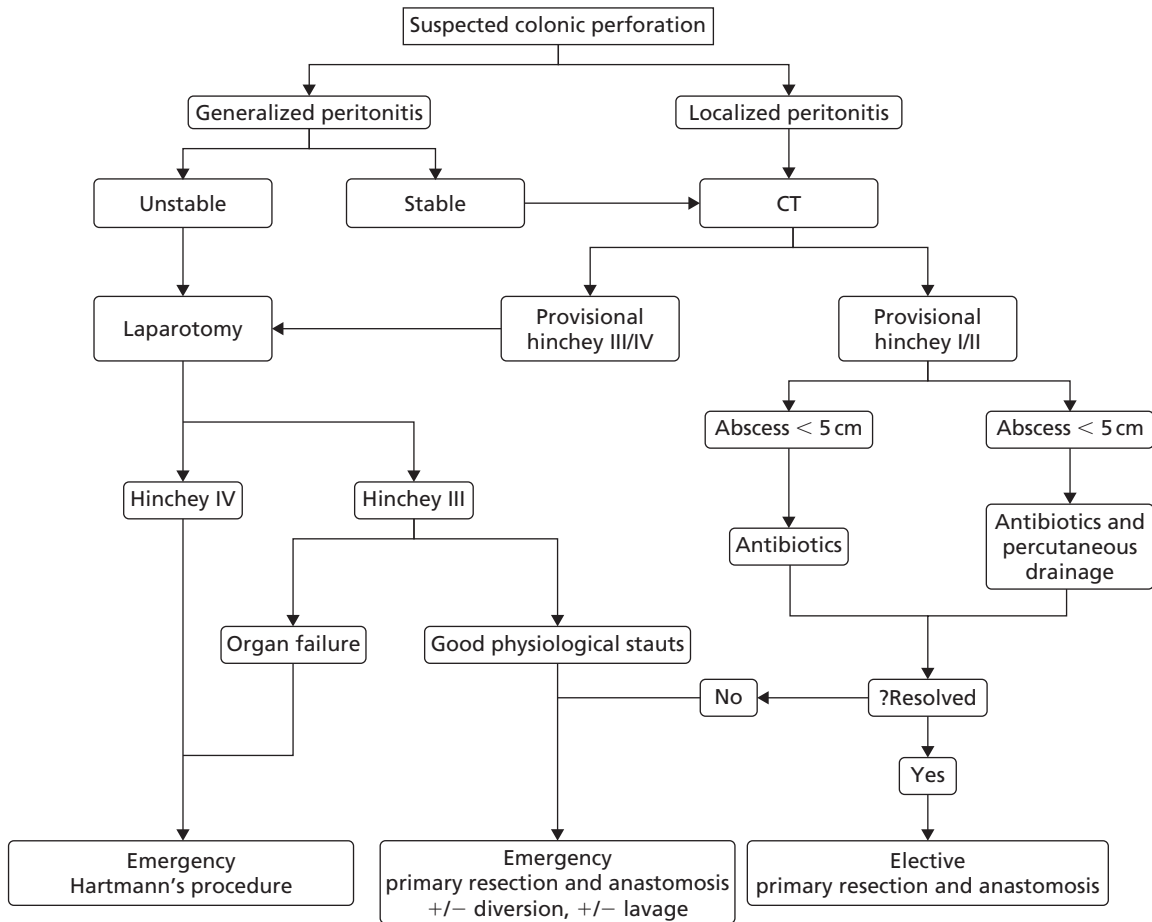 Suspected colonic perforation
Generalized peritonitis
Localized peritonitis
Unstable
Stable
CT
Laparotomy
Provisional
hinchey III/IV
Provisional
hinchey I/II
Abscess < 5 cm
Abscess < 5 cm
Hinchey IV
Hinchey III
Antibiotics
Antibiotics and
percutaneous
drainage
Organ failure
Good physiological stauts
No
?Resolved
Yes
Emergency
Hartmann’s procedure
Emergency
primary resection and anastomosis
+/− diversion, +/− lavage
Elective
primary resection and anastomosis